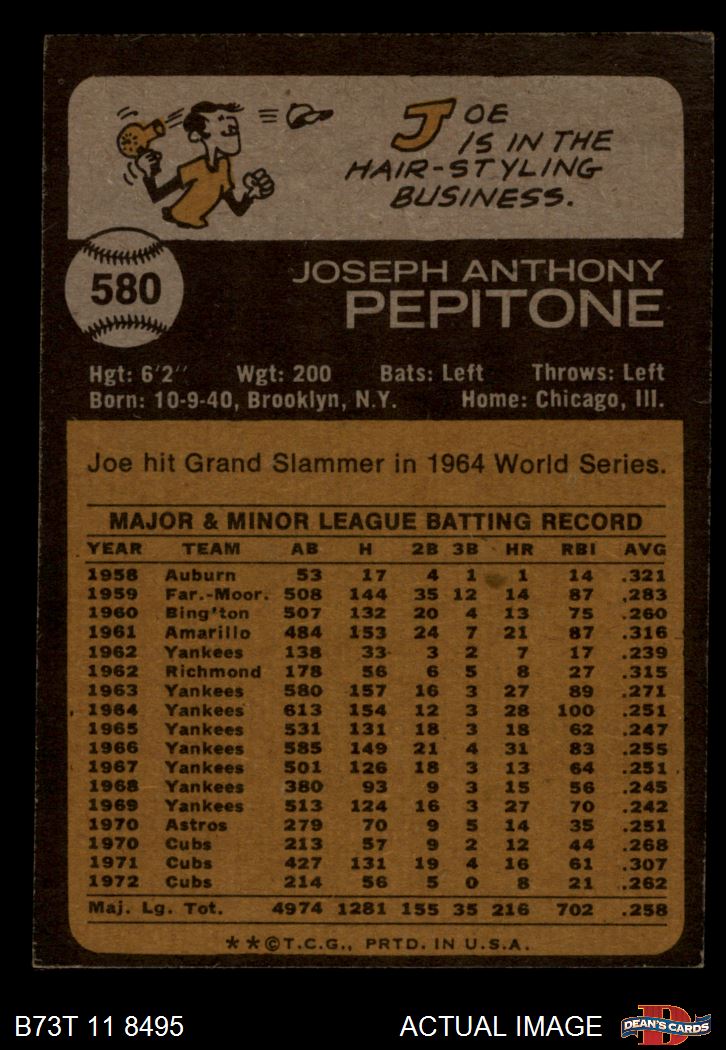 JOE
IS IN THE
HAIR-STYLING
BUSINESS.
580
JOSEPH ANTHONY
PEPITONE
Hgt: 6'2" Wgt: 200 Bats: Left Throws: Left
Born: 10-9-40, Brooklyn, N.Y. Home: Chicago, Ill.
Joe hit Grand Slammer in 1964 World Series.
MAJOR & MINOR LEAGUE BATTING RECORD
YEAR TEAM AB H 2B 3B HR RBI AVG
1958 Auburn 53 17 4 1 1 14 .321
1959 Far.-Moor. 508 144 35 12 14 87 .283
1960 Bing'ton 507 132 20 4 13 75 .260
1961 Amarillo 484 153 24 7 21 87 .316
1962 Yankees 138 33 3 2 7 17 .239
1962 Richmond 178 56 6 5 8 27 .315
1963 Yankees 580 157 16 3 27 89 .271
1964 Yankees 613 154 12 3 28 100 .251
1965 Yankees 531 131 18 3 18 62 .247
1966 Yankees 585 149 21 4 31 83 .255
1967 Yankees 501 126 18 3 13 64 .251
1968 Yankees 380 93 9 3 15 56 .245
1969 Yankees 513 124 16 3 27 70 .242
1970 Astros 279 70 9 5 14 35 .251
1970 Cubs 213 57 9 2 12 44 .268
1971 Cubs 427 131 19 4 16 61 .307
1972 Cubs 214 56 5 0 8 21 .262
Maj. Lg. Tot. 4974 1281 155 35 216 702 .258
**©T.C.G., PRTD. IN U.S.A.
B73T 11 8495 ACTUAL IMAGE
D
DEAN'S CARDS